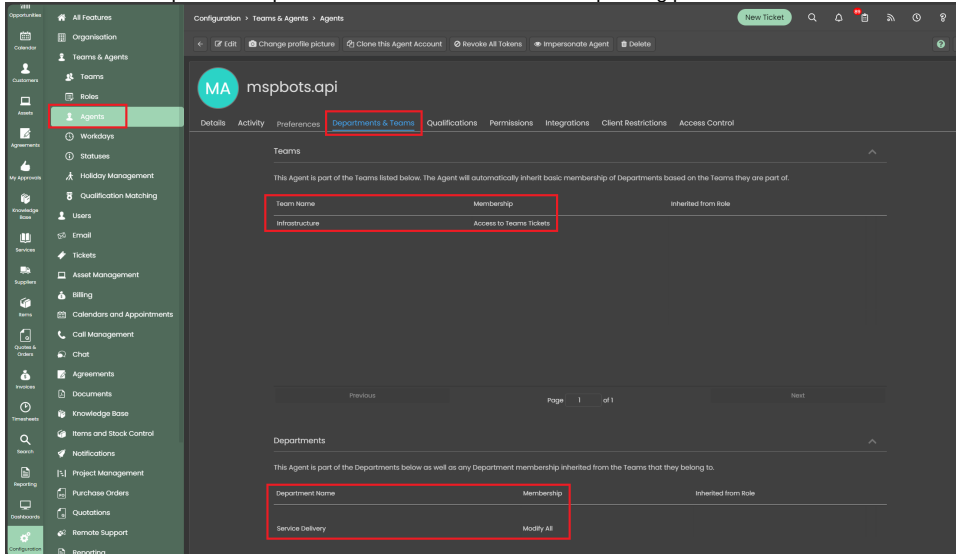 Opportunities
Calendar
Customers
Assets
Agreements
My Approvals
Knowledge
Base
Services
Suppliers
Items
Quotes &
Orders
Invoices
Timesheets
Search
Reporting
Dashboards
Configuration
All Features
Organisation
Teams & Agents
Teams
Roles
Agents
Workdays
Statuses
Holiday Management
Qualification Matching
Users
Email
Tickets
Asset Management
Billing
Calendars and Appointments
Call Management
Chat
Agreements
Documents
Knowledge Base
Items and Stock Control
Notifications
Project Management
Purchase Orders
Quotations
Remote Support
Reporting
Configuration > Teams & Agents > Agents
New Ticket
Edit Change profile picture Clone this Agent Account Revoke All Tokens Impersonate Agent Delete
MA mspbots.api
Details Activity Preferences Departments & Teams Qualifications Permissions Integrations Client Restrictions Access Control
Teams
This Agent is part of the Teams listed below. The Agent will automatically inherit basic membership of Departments based on the Teams they are part of.
Team Name Membership Inherited from Role
Infrastructure Access to Teams Tickets
Previous Page 1 of 1 Next
Departments
This Agent is part of the Departments below as well as any Department membership inherited from the Teams that they belong to.
Department Name Membership Inherited from Role
Service Delivery Modify All